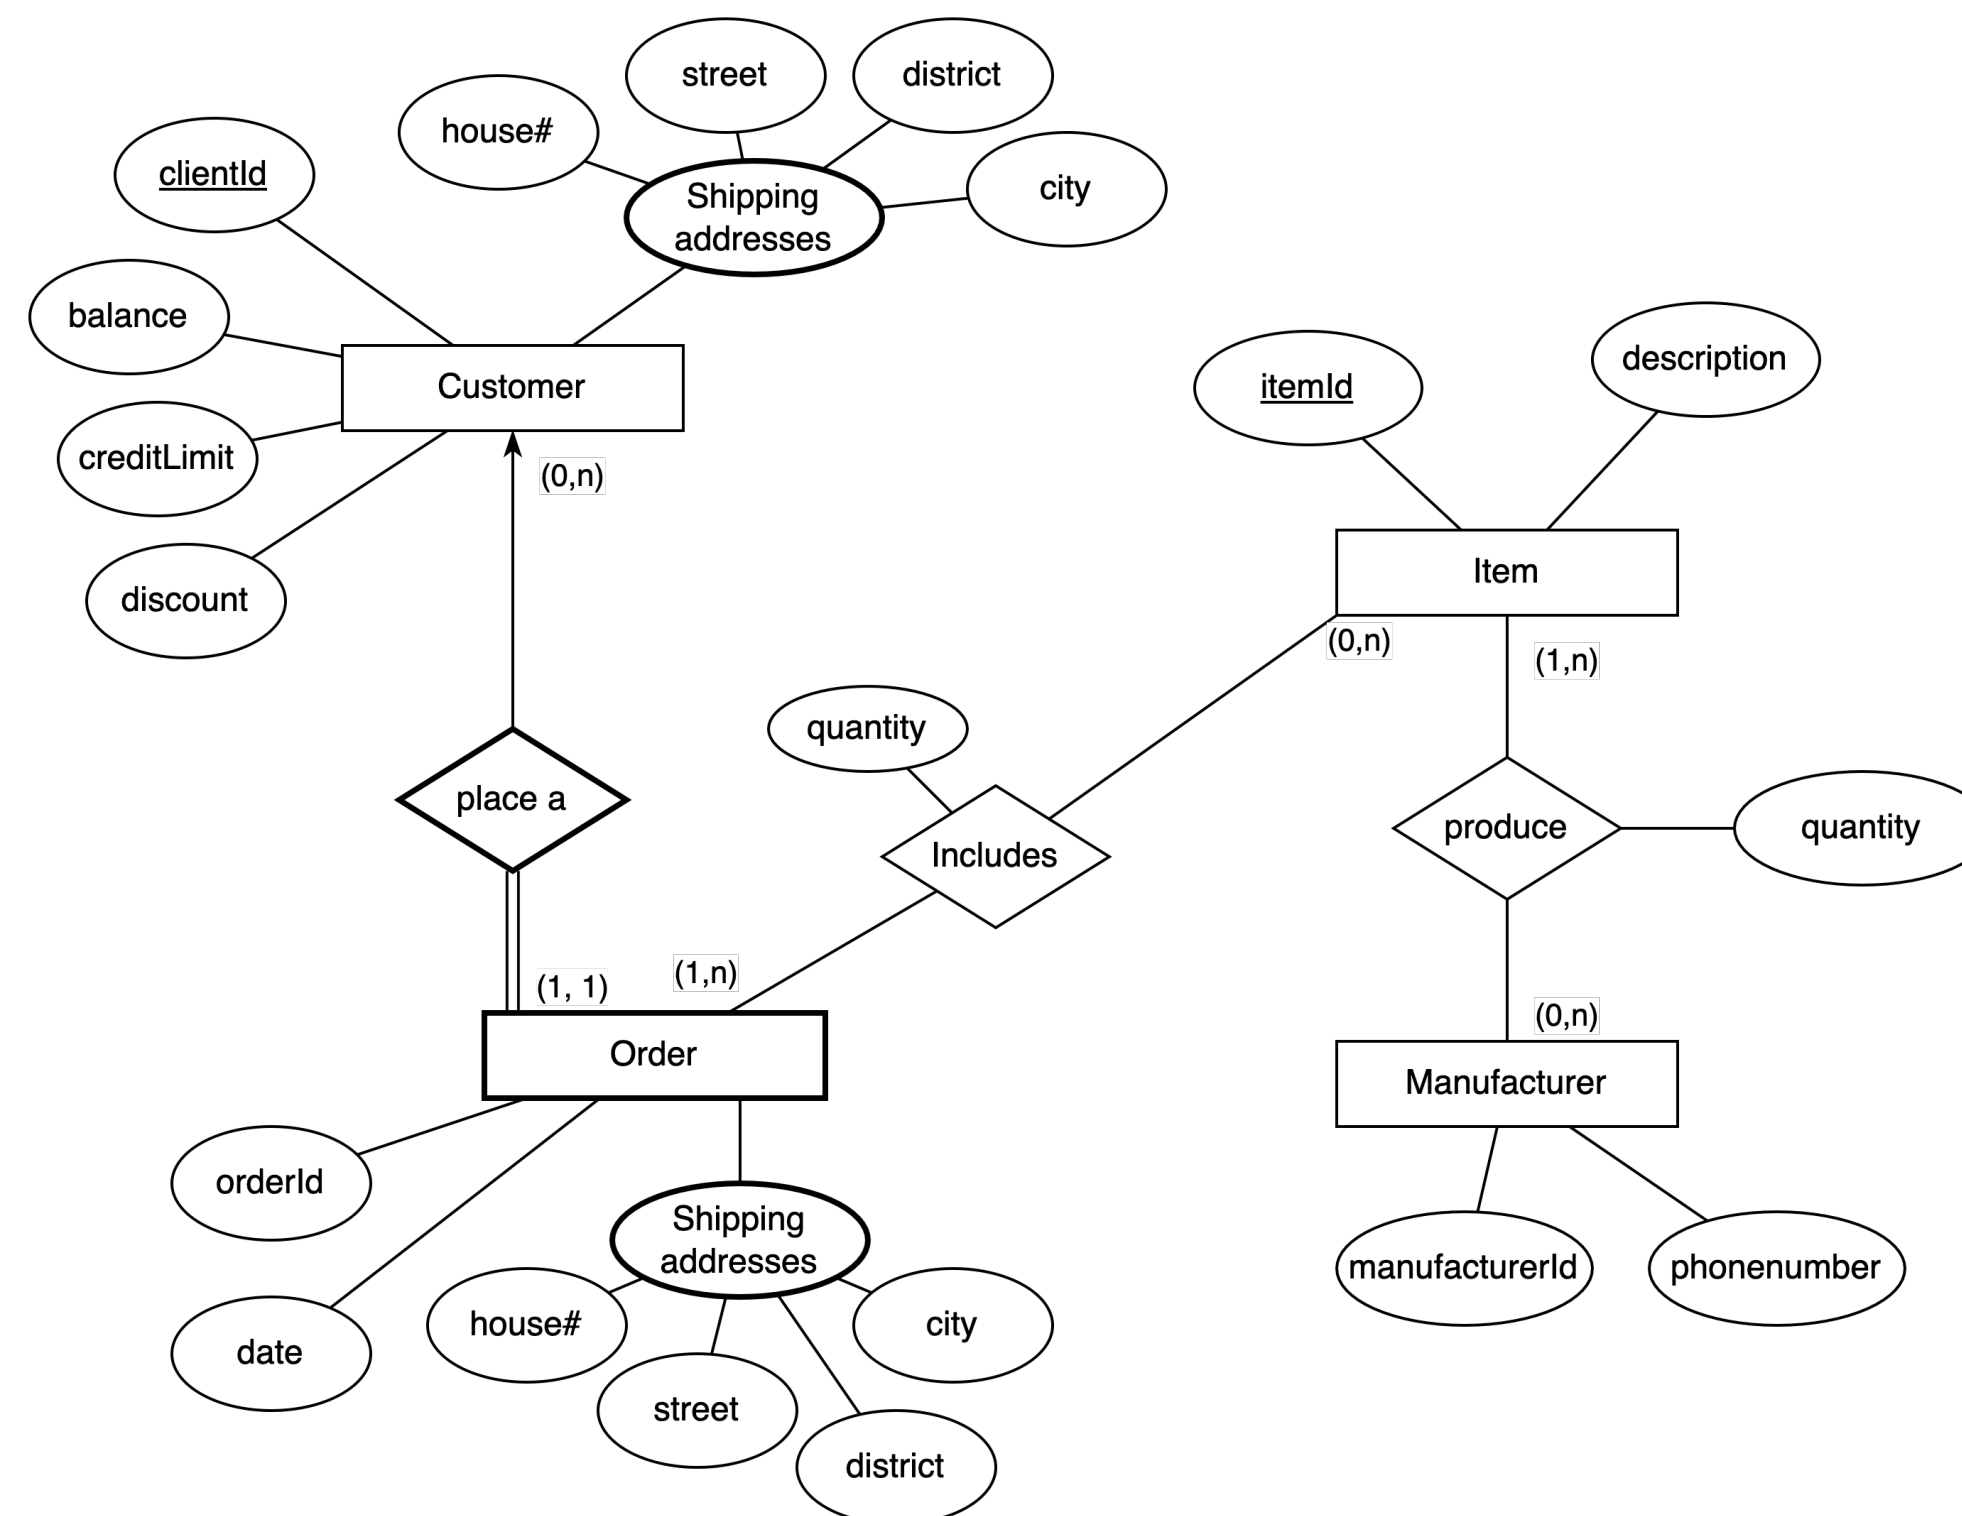 street
district
house#
clientId
Shipping
addresses
city
balance
Customer
creditLimit
(0,n)
discount
itemId
description
Item
(0,n)
(1,n)
quantity
place a
Includes
produce
quantity
(1, 1)
(1,n)
(0,n)
Order
Manufacturer
orderId
Shipping
addresses
manufacturerId
phonenumber
house#
city
date
street
district